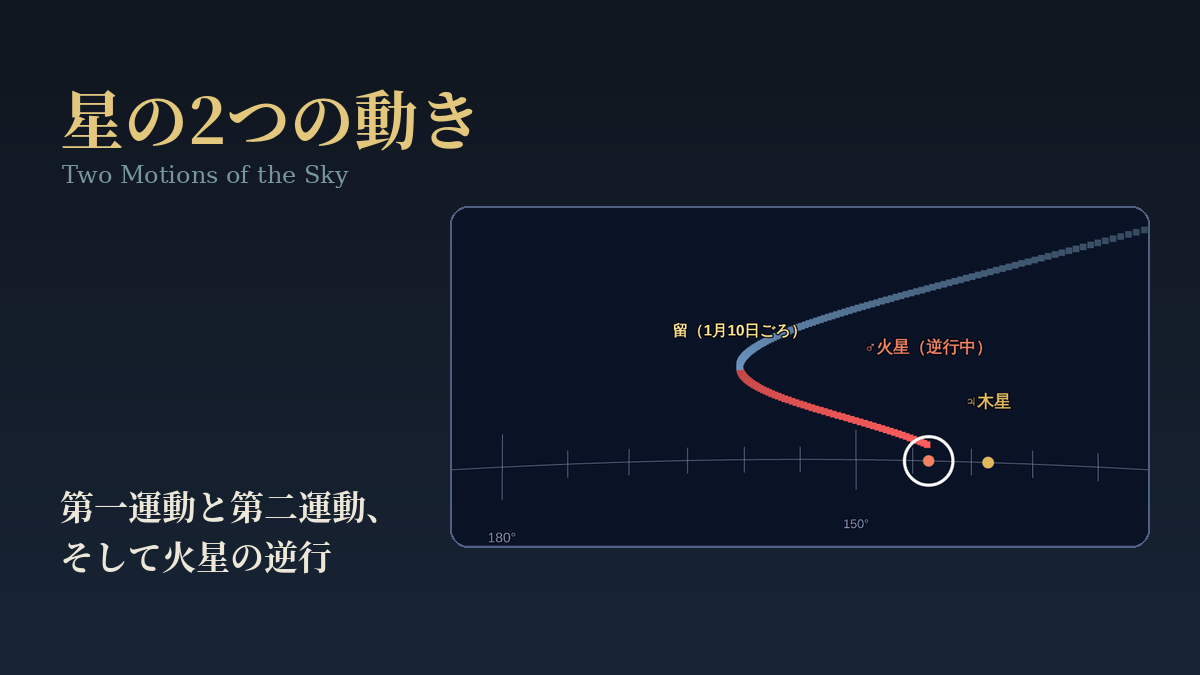 星の2つの動き
Two Motions of the Sky
留（1月10日ごろ）
♂火星（逆行中）
♃木星
第一運動と第二運動、
そして火星の逆行
180°
150°